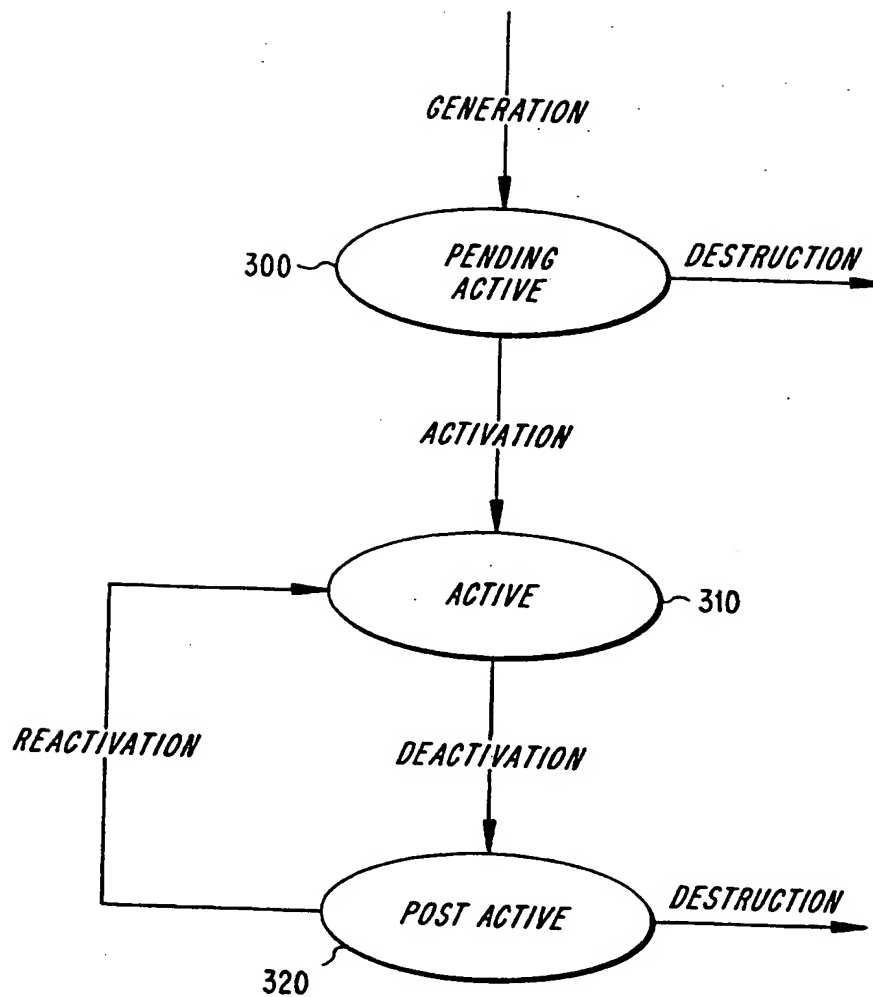 GENERATION
300
PENDING
ACTIVE
DESTRUCTION
ACTIVATION
ACTIVE
310
REACTIVATION
DEACTIVATION
POST ACTIVE
DESTRUCTION
320